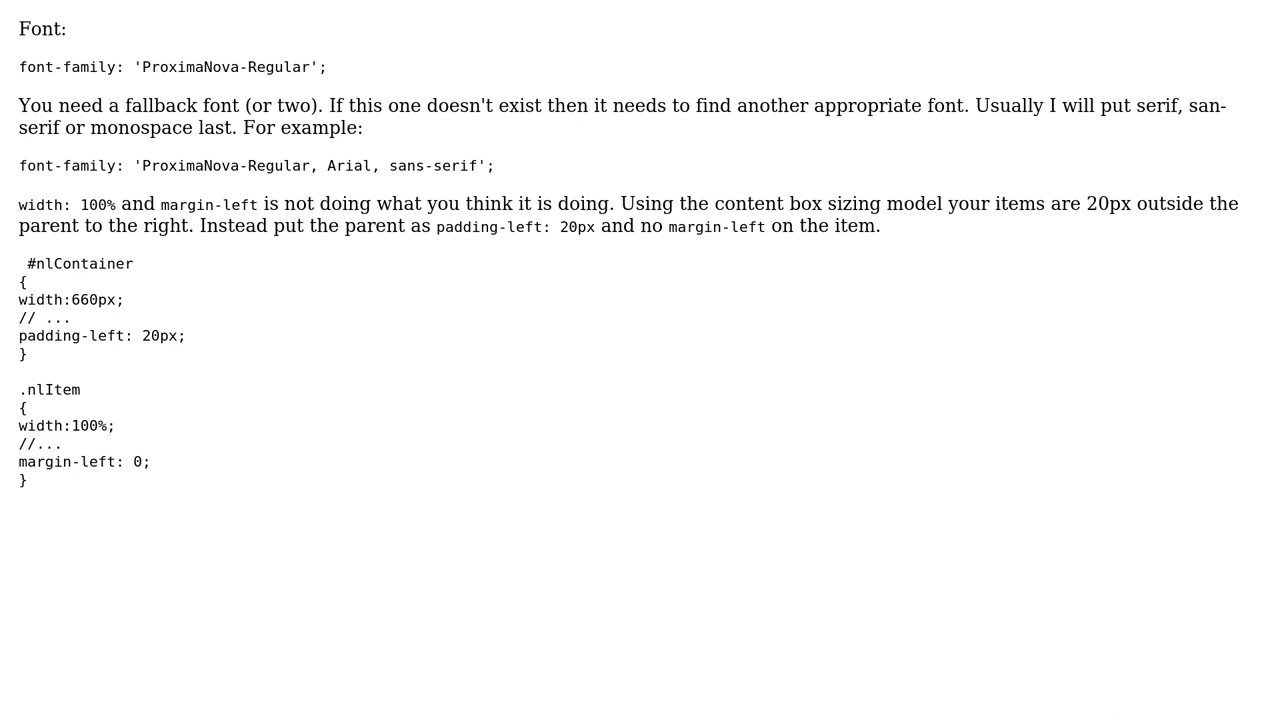 Font:
font-family: 'ProximaNova-Regular';
You need a fallback font (or two). If this one doesn't exist then it needs to find another appropriate font. Usually I will put serif, san-
serif or monospace last. For example:
font-family: 'ProximaNova-Regular, Arial, sans-serif';
width: 100% and margin-left is not doing what you think it is doing. Using the content box sizing model your items are 20px outside the
parent to the right. Instead put the parent as padding-left: 20px and no margin-left on the item.
#nlContainer
{
width:660px;
// ...
padding-left: 20px;
}
.nlItem
{
width:100%;
//...
margin-left: 0;
}